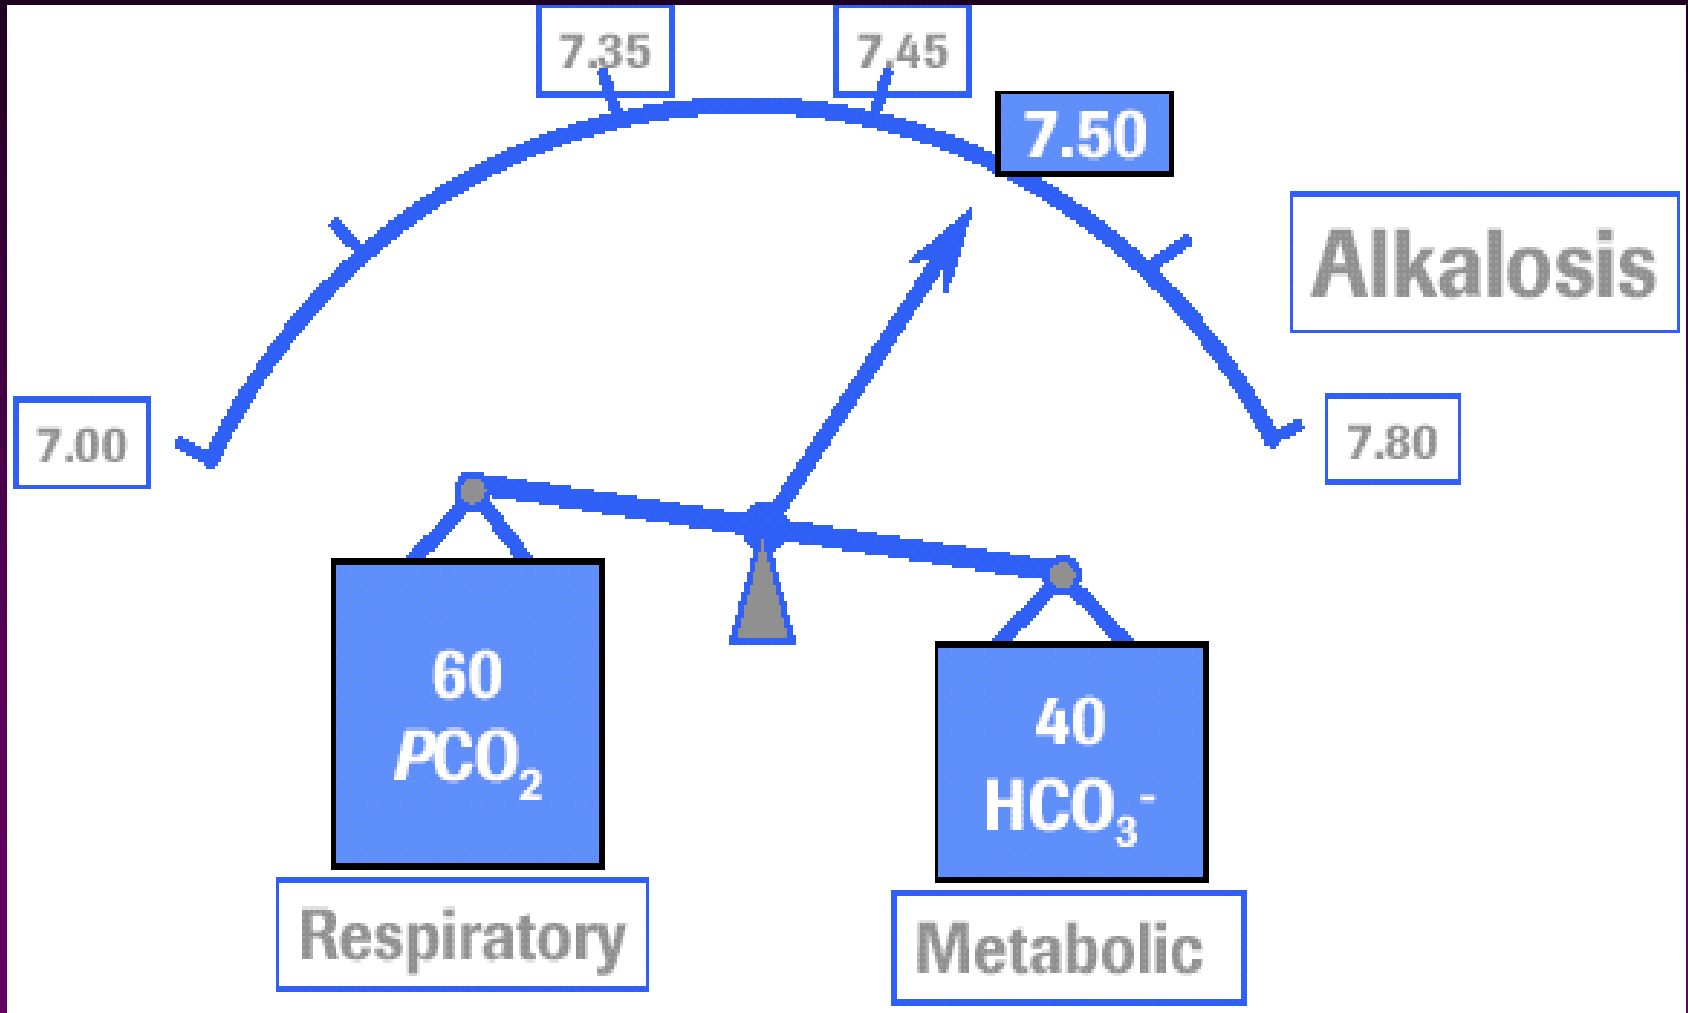 7.35
7.45
7.50
Alkalosis
7.00
7.80
60
PCO₂
40
HCO₃⁻
Respiratory
Metabolic